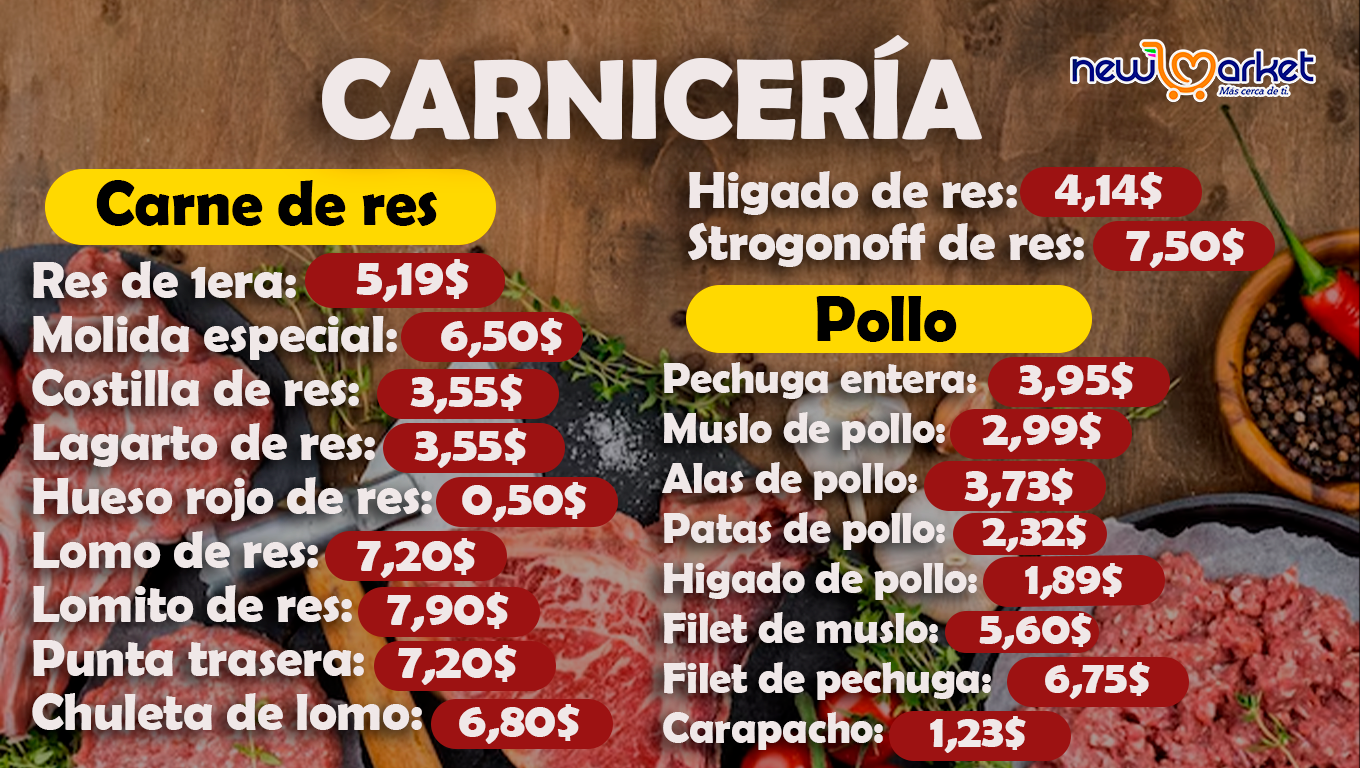 CARNICERÍA
new market
Más cerca de ti.
Carne de res
Res de 1era: 5,19$
Molida especial: 6,50$
Costilla de res: 3,55$
Lagarto de res: 3,55$
Hueso rojo de res: 0,50$
Lomo de res: 7,20$
Lomito de res: 7,90$
Punta trasera: 7,20$
Chuleta de lomo: 6,80$
Higado de res: 4,14$
Strogonoff de res: 7,50$
Pollo
Pechuga entera: 3,95$
Muslo de pollo: 2,99$
Alas de pollo: 3,73$
Patas de pollo: 2,32$
Higado de pollo: 1,89$
Filet de muslo: 5,60$
Filet de pechuga: 6,75$
Carapacho: 1,23$